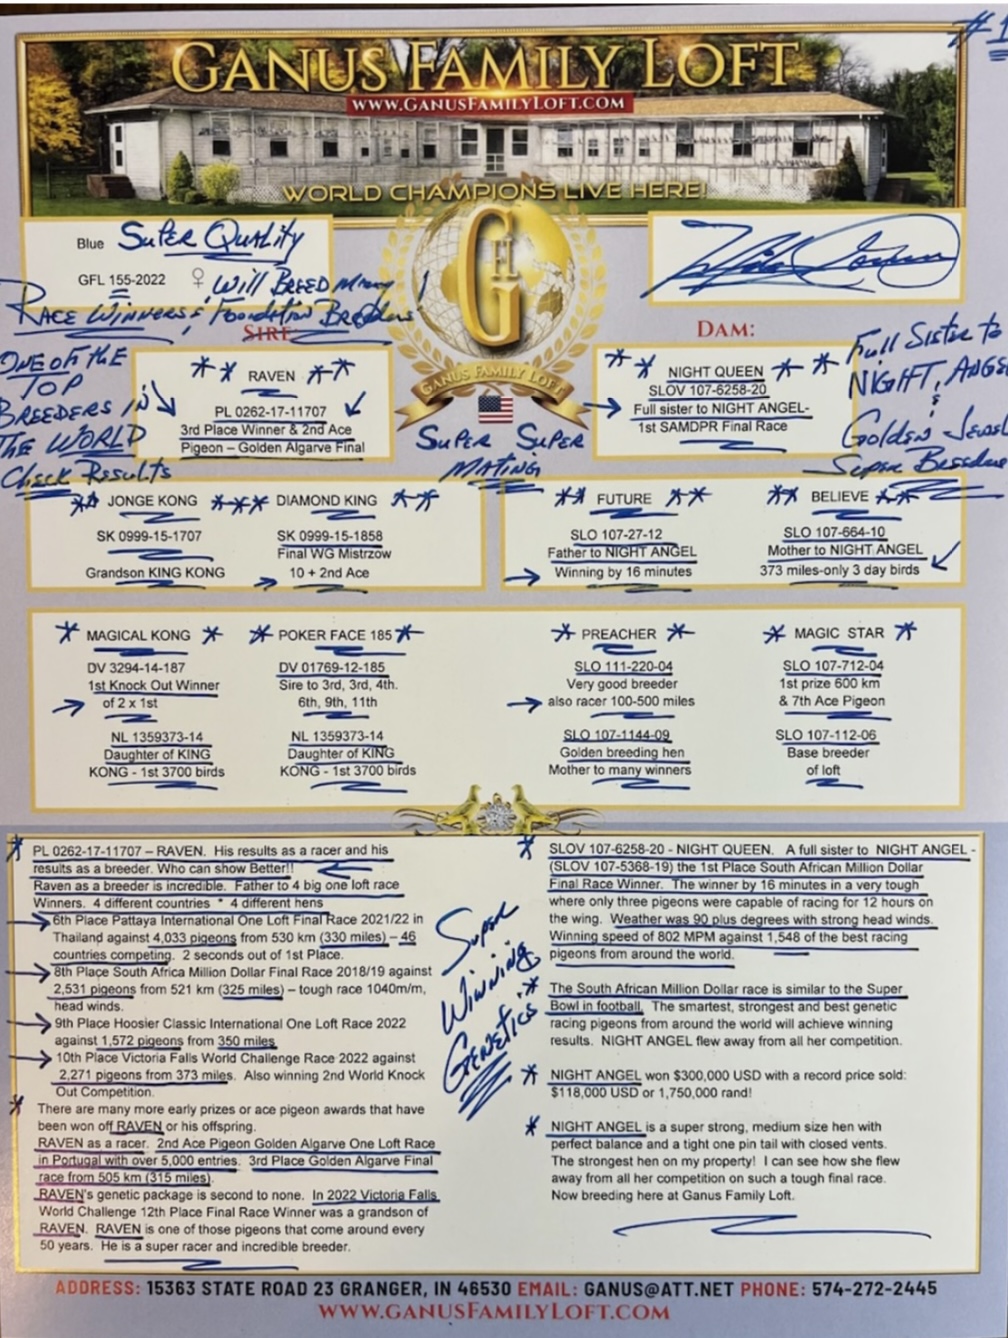 #1
GANUS FAMILY LOFT
WWW.GANUSFAMILYLOFT.COM
WORLD CHAMPIONS LIVE HERE!
Blue Super Quality
GFL 155-2022 ♀ Will Breed Many
Race Winners & Foundation Breeders!
GFL
GANUS FAMILY LOFT
SIRE:
One of the
Top
Breeders in
The World
Check Results
** RAVEN **
PL 0262-17-11707
3rd Place Winner & 2nd Ace
Pigeon – Golden Algarve Final
Super Super
Mating
DAM:
** NIGHT QUEEN **
SLOV 107-6258-20
Full sister to NIGHT ANGEL-
1st SAMDPR Final Race
Full Sister to
Night Angel
&
Golden Jewel
Super Breeders
** JONGE KONG ***
SK 0999-15-1707
Grandson KING KONG
DIAMOND KING **
SK 0999-15-1858
Final WG Mistrzow
10 + 2nd Ace
** FUTURE **
SLO 107-27-12
Father to NIGHT ANGEL
Winning by 16 minutes
** BELIEVE **
SLO 107-664-10
Mother to NIGHT ANGEL
373 miles-only 3 day birds
* MAGICAL KONG *
DV 3294-14-187
1st Knock Out Winner
of 2 x 1st
NL 1359373-14
Daughter of KING
KONG - 1st 3700 birds
* POKER FACE 185 *
DV 01769-12-185
Sire to 3rd, 3rd, 4th.
6th, 9th, 11th
NL 1359373-14
Daughter of KING
KONG - 1st 3700 birds
* PREACHER *
SLO 111-220-04
Very good breeder
also racer 100-500 miles
SLO 107-1144-09
Golden breeding hen
Mother to many winners
* MAGIC STAR *
SLO 107-712-04
1st prize 600 km
& 7th Ace Pigeon
SLO 107-112-06
Base breeder
of loft
* PL 0262-17-11707 – RAVEN. His results as a racer and his
results as a breeder. Who can show Better!!
Raven as a breeder is incredible. Father to 4 big one loft race
Winners. 4 different countries * 4 different hens
6th Place Pattaya International One Loft Final Race 2021/22 in
Thailand against 4,033 pigeons from 530 km (330 miles) – 46
countries competing. 2 seconds out of 1st Place.
8th Place South Africa Million Dollar Final Race 2018/19 against
2,531 pigeons from 521 km (325 miles) – tough race 1040m/m,
head winds.
9th Place Hoosier Classic International One Loft Race 2022
against 1,572 pigeons from 350 miles
10th Place Victoria Falls World Challenge Race 2022 against
2,271 pigeons from 373 miles. Also winning 2nd World Knock
Out Competition.
* There are many more early prizes or ace pigeon awards that have
been won off RAVEN or his offspring.
RAVEN as a racer. 2nd Ace Pigeon Golden Algarve One Loft Race
in Portugal with over 5,000 entries. 3rd Place Golden Algarve Final
race from 505 km (315 miles).
RAVEN's genetic package is second to none. In 2022 Victoria Falls
World Challenge 12th Place Final Race Winner was a grandson of
RAVEN. RAVEN is one of those pigeons that come around every
50 years. He is a super racer and incredible breeder.
Super
Winning
Genetics
* SLOV 107-6258-20 - NIGHT QUEEN. A full sister to NIGHT ANGEL -
(SLOV 107-5368-19) the 1st Place South African Million Dollar
Final Race Winner. The winner by 16 minutes in a very tough
where only three pigeons were capable of racing for 12 hours on
the wing. Weather was 90 plus degrees with strong head winds.
Winning speed of 802 MPM against 1,548 of the best racing
pigeons from around the world.
* The South African Million Dollar race is similar to the Super
Bowl in football. The smartest, strongest and best genetic
racing pigeons from around the world will achieve winning
results. NIGHT ANGEL flew away from all her competition.
* NIGHT ANGEL won $300,000 USD with a record price sold:
$118,000 USD or 1,750,000 rand!
* NIGHT ANGEL is a super strong, medium size hen with
perfect balance and a tight one pin tail with closed vents.
The strongest hen on my property! I can see how she flew
away from all her competition on such a tough final race.
Now breeding here at Ganus Family Loft.
ADDRESS: 15363 STATE ROAD 23 GRANGER, IN 46530 EMAIL: GANUS@ATT.NET PHONE: 574-272-2445
WWW.GANUSFAMILYLOFT.COM